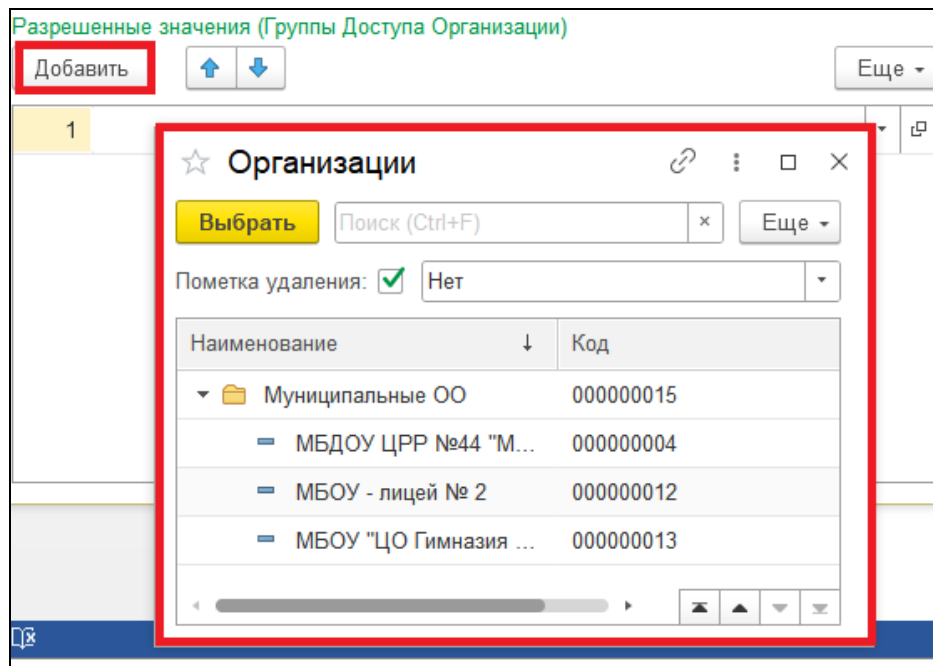 Разрешенные значения (Группы Доступа Организации)
Добавить
Еще
1
Организации
Выбрать
Поиск (Ctrl+F)
×
Еще
Пометка удаления:
Нет
Наименование ↓
Код
Муниципальные ОО
000000015
МБДОУ ЦРР №44 "М...
000000004
МБОУ - лицей № 2
000000012
МБОУ "ЦО Гимназия ...
000000013